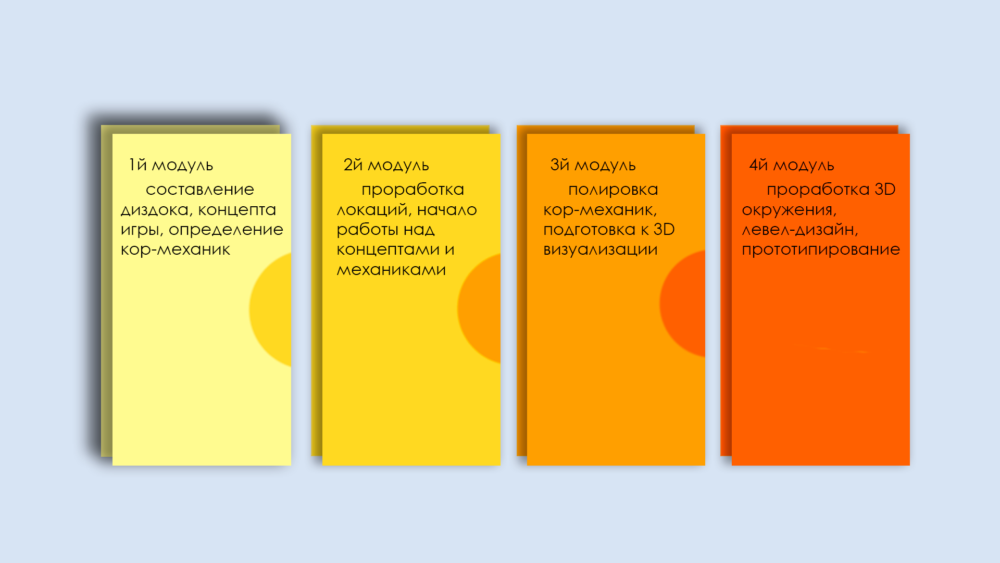 1й модуль
составление
диздока, концепта
игры, определение
кор-механик
2й модуль
проработка
локаций, начало
работы над
концептами и
механиками
3й модуль
полировка
кор-механик,
подготовка к 3D
визуализации
4й модуль
проработка 3D
окружения,
левел-дизайн,
прототипирование